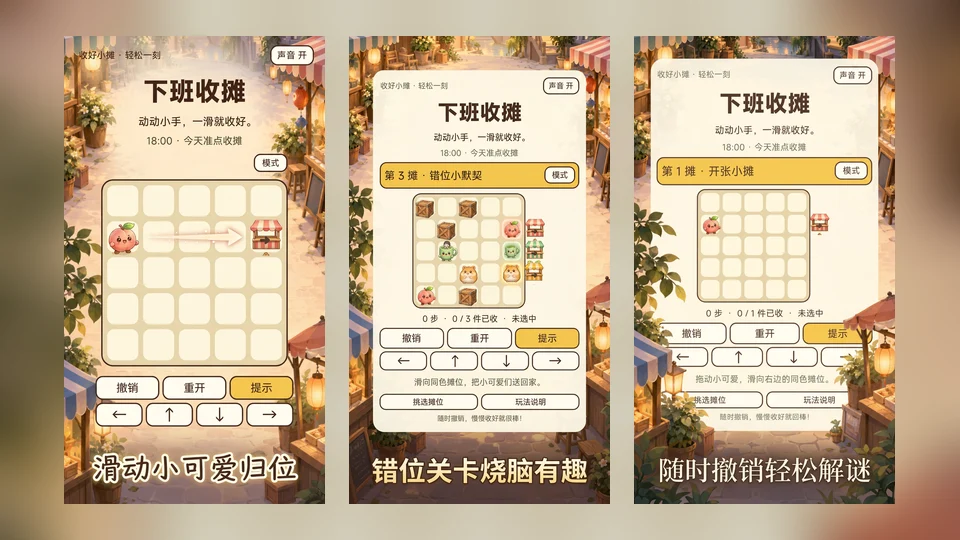 收好小摊 · 轻松一刻
声音 开
下班收摊
动动小手，一滑就收好。
18:00 · 今天准点收摊
模式
撤销
重开
提示
← ↑ ↓ →
滑动小可爱归位
收好小摊 · 轻松一刻
声音 开
下班收摊
动动小手，一滑就收好。
18:00 · 今天准点收摊
第 3 摊 · 错位小默契
模式
0 步 · 0 / 3 件已收 · 未选中
撤销
重开
提示
← ↑ ↓ →
滑向同色摊位，把小可爱们送回家。
挑选摊位
玩法说明
随时撤销，慢慢收好就很棒！
错位关卡烧脑有趣
收好小摊 · 轻松一刻
声音 开
下班收摊
动动小手，一滑就收好。
18:00 · 今天准点收摊
第 1 摊 · 开张小摊
模式
0 步 · 0 / 1 件已收 · 未选中
撤销
重开
提示
← ↑ ↓ →
拖动小可爱，滑向右边的同色摊位。
挑选摊位
玩法说明
随时撤销，慢慢收好就回棒！
随时撤销轻松解谜